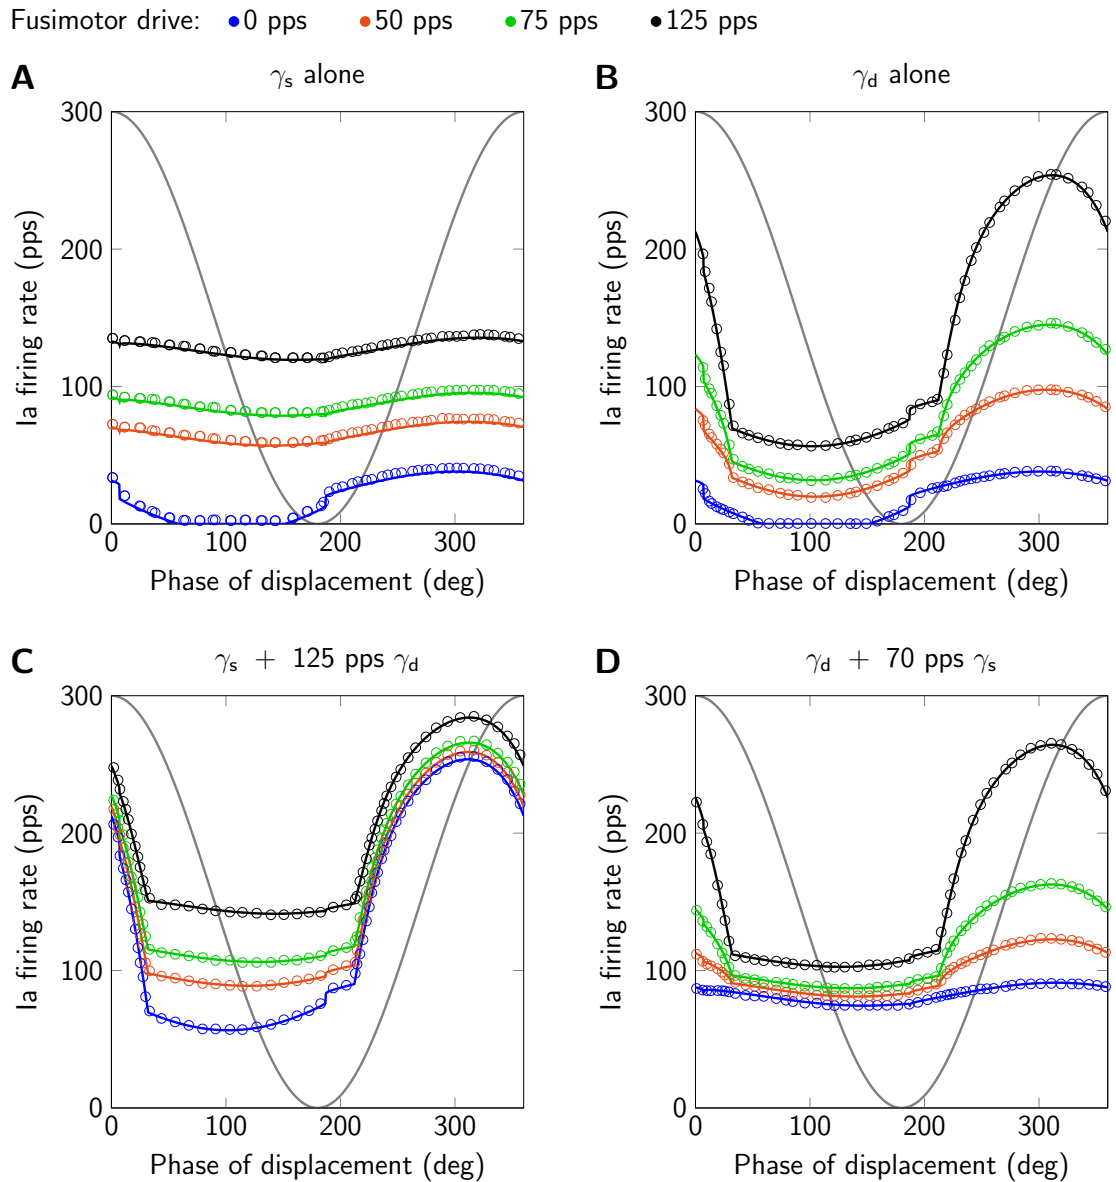 Fusimotor drive: 0 pps 50 pps 75 pps 125 pps
A
γs alone
300
200
100
0
0 100 200 300
Ia firing rate (pps)
Phase of displacement (deg)
B
γd alone
300
200
100
0
0 100 200 300
Ia firing rate (pps)
Phase of displacement (deg)
C
γs + 125 pps γd
300
200
100
0
0 100 200 300
Ia firing rate (pps)
Phase of displacement (deg)
D
γd + 70 pps γs
300
200
100
0
0 100 200 300
Ia firing rate (pps)
Phase of displacement (deg)